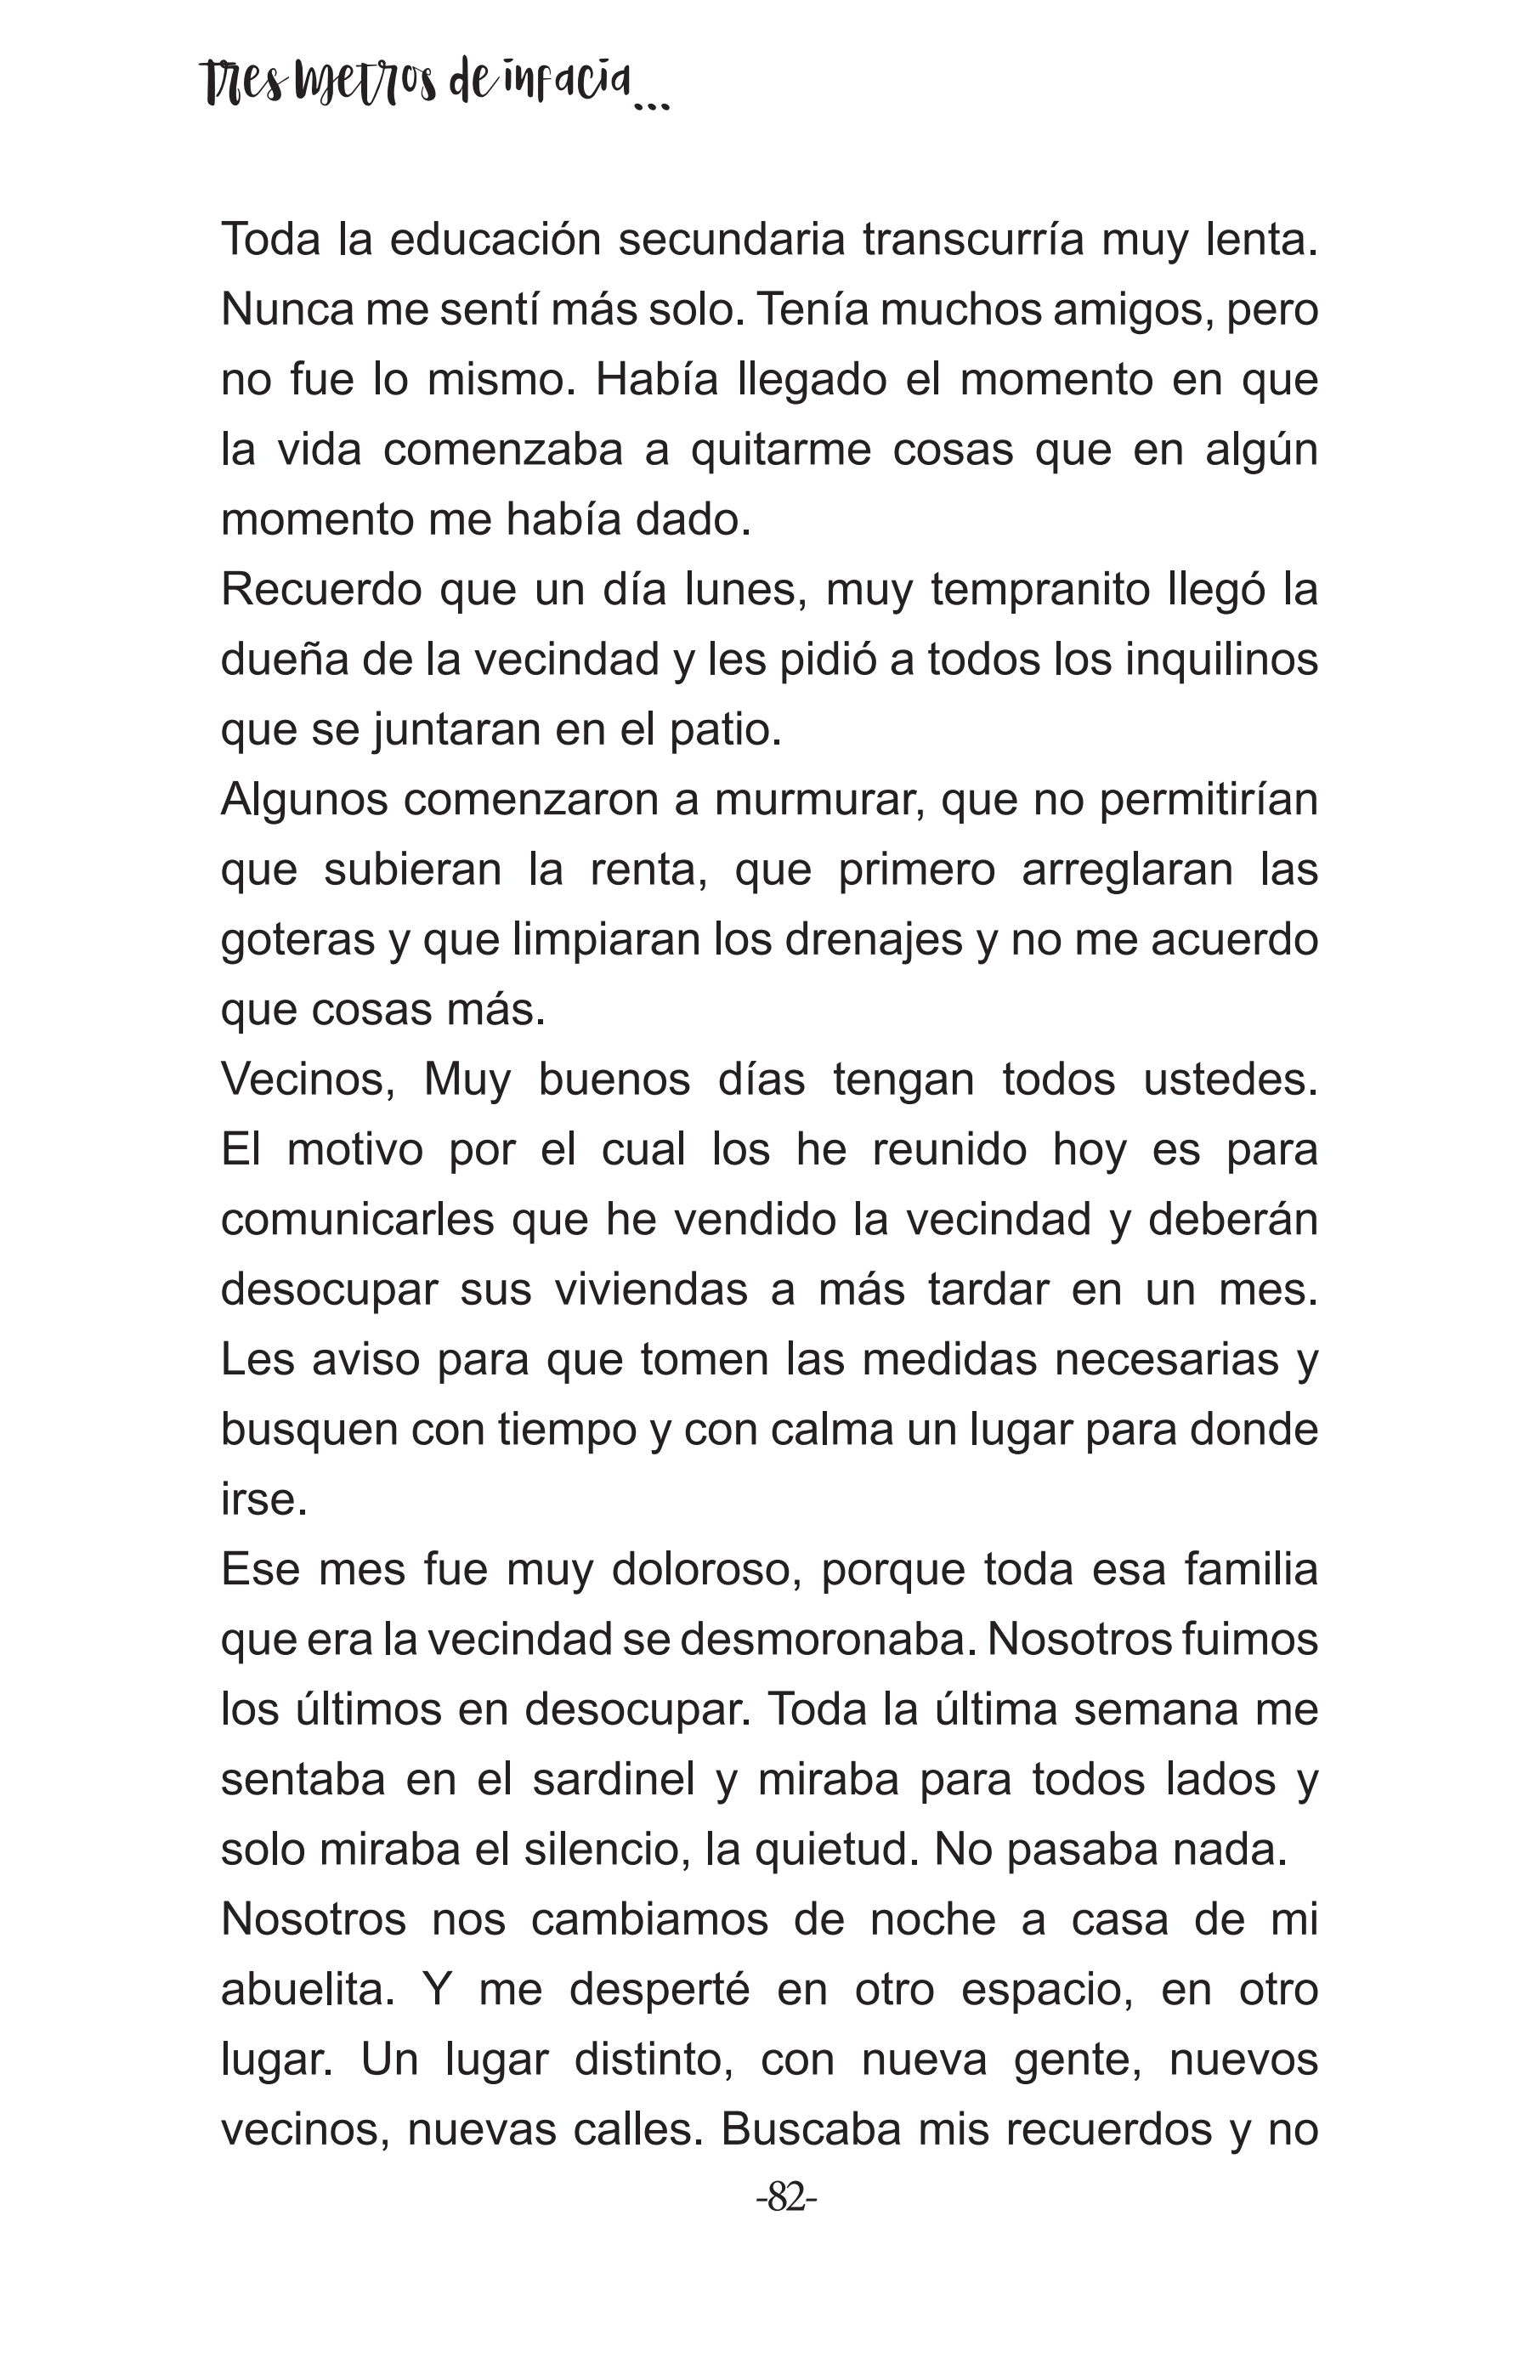 Tres metros de infacia...
Toda la educación secundaria transcurría muy lenta.
Nunca me sentí más solo. Tenía muchos amigos, pero
no fue lo mismo. Había llegado el momento en que
la vida comenzaba a quitarme cosas que en algún
momento me había dado.
Recuerdo que un día lunes, muy tempranito llegó la
dueña de la vecindad y les pidió a todos los inquilinos
que se juntaran en el patio.
Algunos comenzaron a murmurar, que no permitirían
que subieran la renta, que primero arreglaran las
goteras y que limpiaran los drenajes y no me acuerdo
que cosas más.
Vecinos, Muy buenos días tengan todos ustedes.
El motivo por el cual los he reunido hoy es para
comunicarles que he vendido la vecindad y deberán
desocupar sus viviendas a más tardar en un mes.
Les aviso para que tomen las medidas necesarias y
busquen con tiempo y con calma un lugar para donde
irse.
Ese mes fue muy doloroso, porque toda esa familia
que era la vecindad se desmoronaba. Nosotros fuimos
los últimos en desocupar. Toda la última semana me
sentaba en el sardinel y miraba para todos lados y
solo miraba el silencio, la quietud. No pasaba nada.
Nosotros nos cambiamos de noche a casa de mi
abuelita. Y me desperté en otro espacio, en otro
lugar. Un lugar distinto, con nueva gente, nuevos
vecinos, nuevas calles. Buscaba mis recuerdos y no
-82-